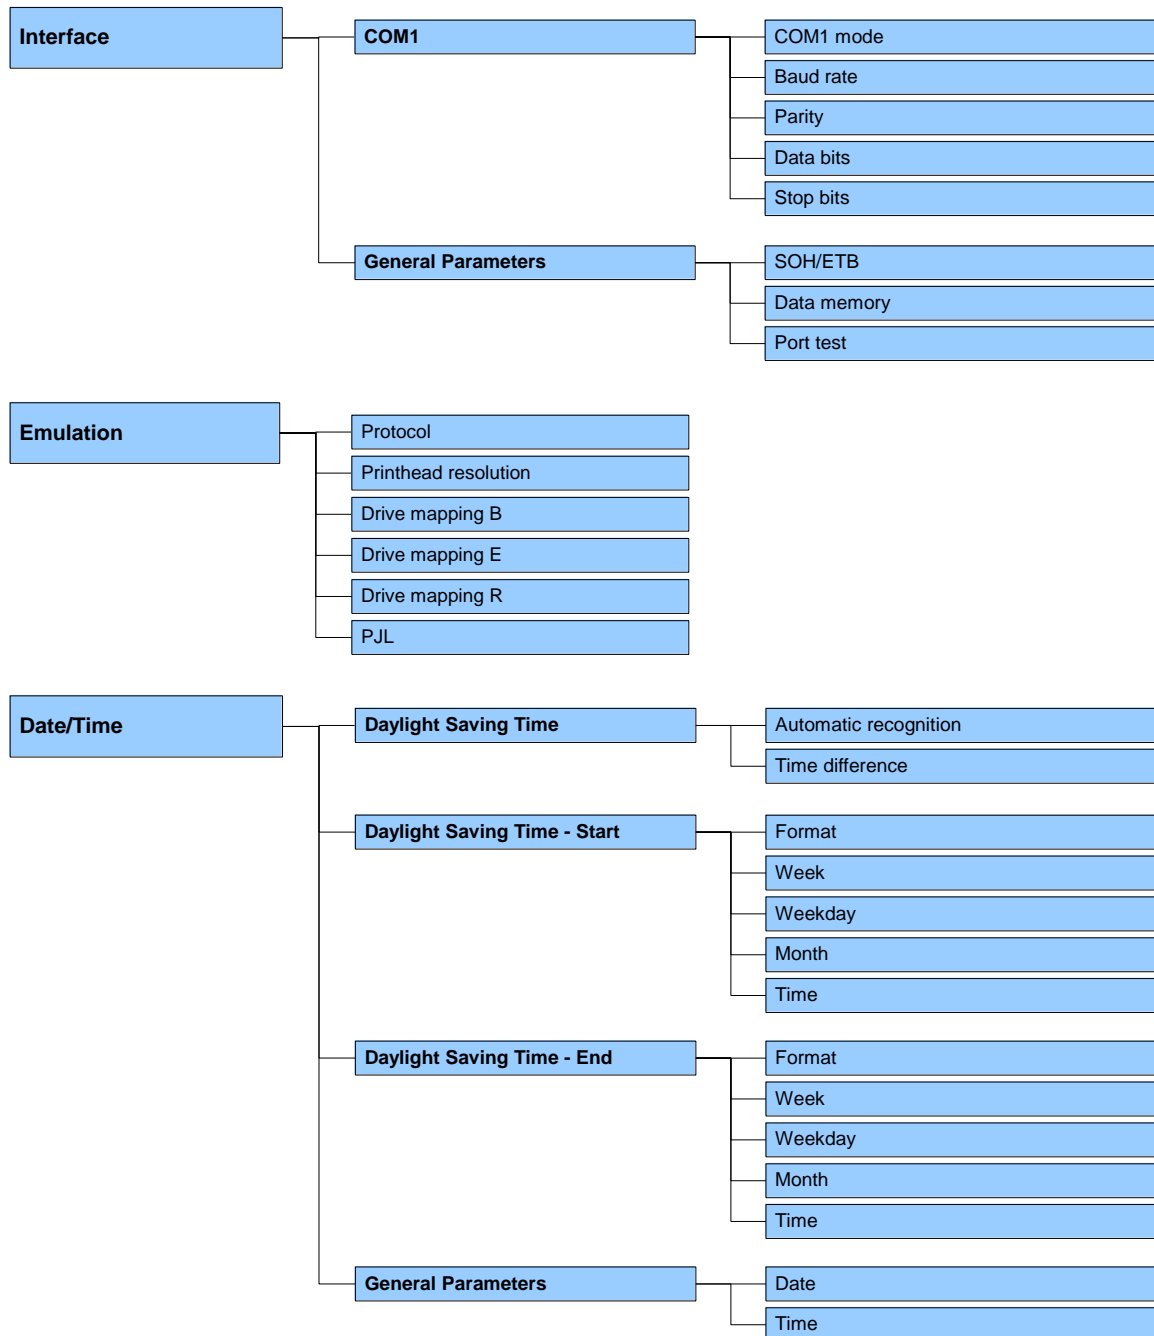 Interface
COM1
COM1 mode
Baud rate
Parity
Data bits
Stop bits
General Parameters
SOH/ETB
Data memory
Port test
Emulation
Protocol
Printhead resolution
Drive mapping B
Drive mapping E
Drive mapping R
PJL
Date/Time
Daylight Saving Time
Automatic recognition
Time difference
Daylight Saving Time - Start
Format
Week
Weekday
Month
Time
Daylight Saving Time - End
Format
Week
Weekday
Month
Time
General Parameters
Date
Time